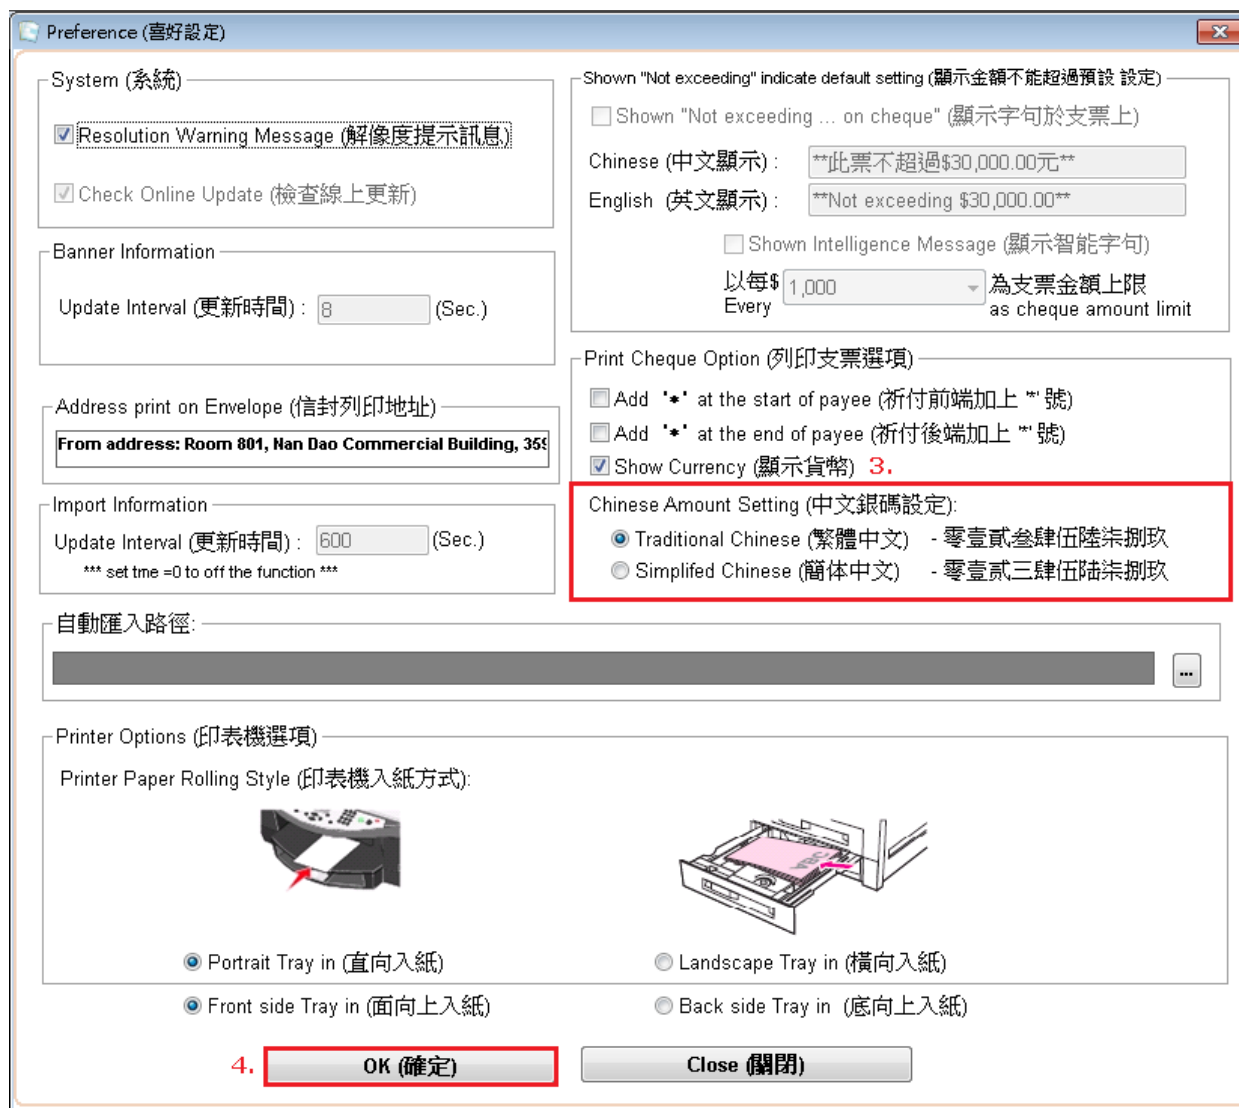 Preference (喜好設定)
System (系統)
Resolution Warning Message (解像度提示訊息)
Check Online Update (檢查線上更新)
Banner Information
Update Interval (更新時間) : 8 (Sec.)
Address print on Envelope (信封列印地址)
From address: Room 801, Nan Dao Commercial Building, 359
Import Information
Update Interval (更新時間) : 600 (Sec.)
*** set tme =0 to off the function ***
Shown "Not exceeding" indicate default setting (顯示金額不能超過預設 設定)
Shown "Not exceeding ... on cheque" (顯示字句於支票上)
Chinese (中文顯示) : **此票不超過$30,000.00元**
English (英文顯示) : **Not exceeding $30,000.00**
Shown Intelligence Message (顯示智能字句)
以每$ 1,000 為支票金額上限
Every as cheque amount limit
Print Cheque Option (列印支票選項)
Add '*' at the start of payee (祈付前端加上 '*' 號)
Add '*' at the end of payee (祈付後端加上 '*' 號)
Show Currency (顯示貨幣) 3.
Chinese Amount Setting (中文銀碼設定):
Traditional Chinese (繁體中文) - 零壹貳叁肆伍陸柒捌玖
Simplifed Chinese (簡体中文) - 零壹贰三肆伍陆柒捌玖
自動匯入路徑:
...
Printer Options (印表機選項)
Printer Paper Rolling Style (印表機入紙方式):
ABC
Portrait Tray in (直向入紙)
Landscape Tray in (橫向入紙)
Front side Tray in (面向上入紙)
Back side Tray in (底向上入紙)
4. OK (確定)
Close (關閉)